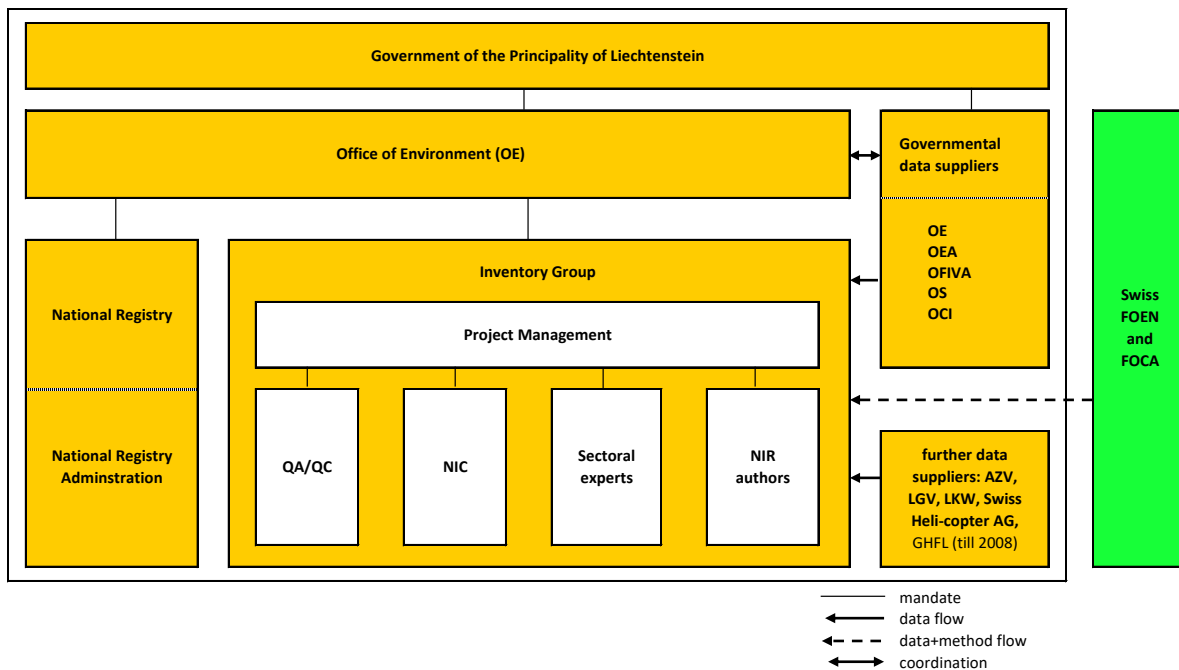 Government of the Principality of Liechtenstein
Office of Environment (OE)
Governmental
data suppliers
OE
OEA
OFIVA
OS
OCI
Swiss
FOEN
and
FOCA
National Registry
National Registry
Adminstration
Inventory Group
Project Management
QA/QC
NIC
Sectoral
experts
NIR
authors
further data
suppliers: AZV,
LGV, LKW, Swiss
Heli-copter AG,
GHFL (till 2008)
mandate
data flow
data+method flow
coordination